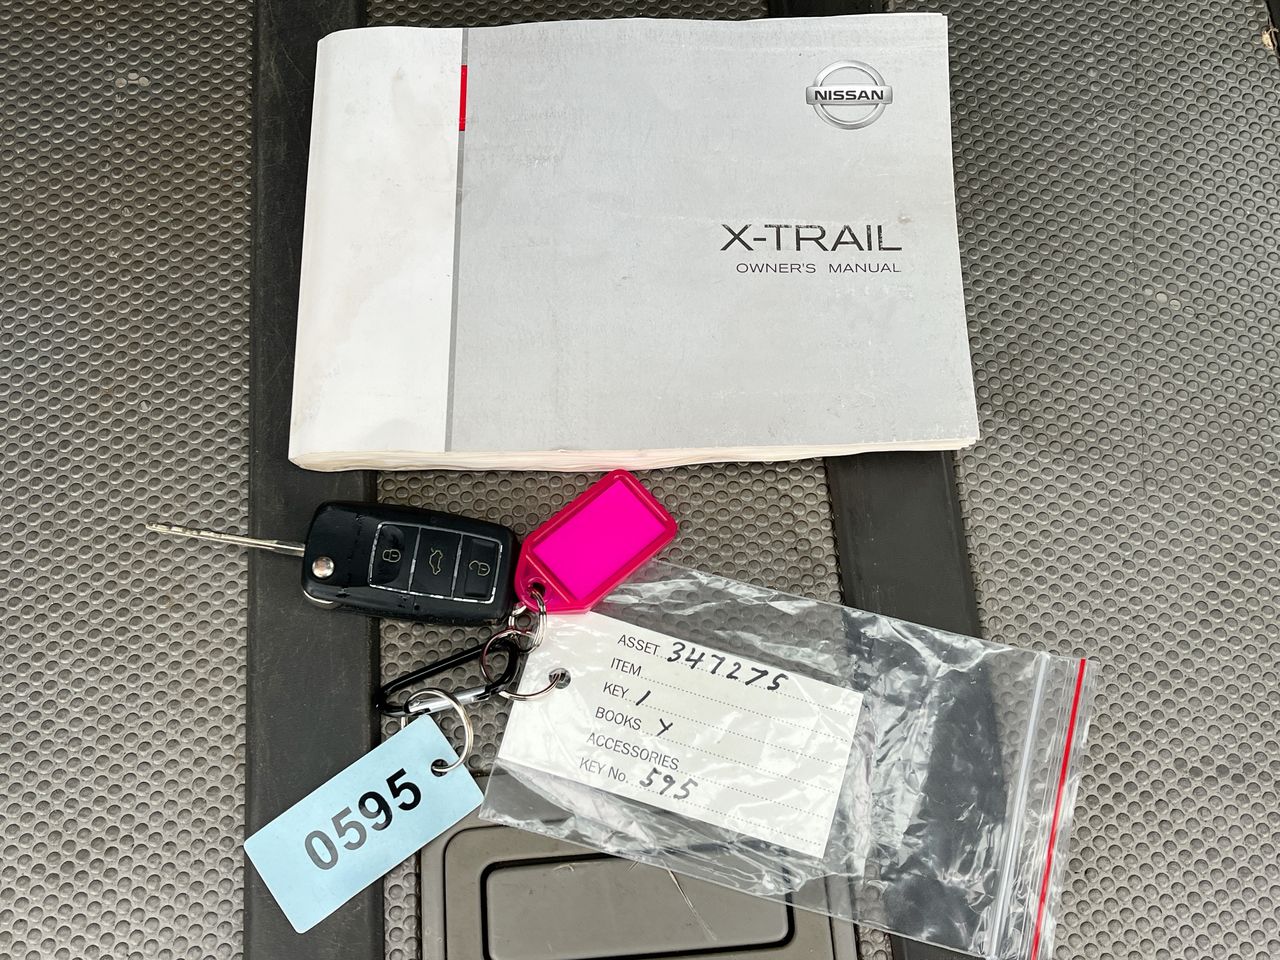 NISSAN
X-TRAIL
OWNER'S MANUAL
ASSET 347275
ITEM
KEY 1
BOOKS Y
ACCESSORIES
KEY No. 595
0595